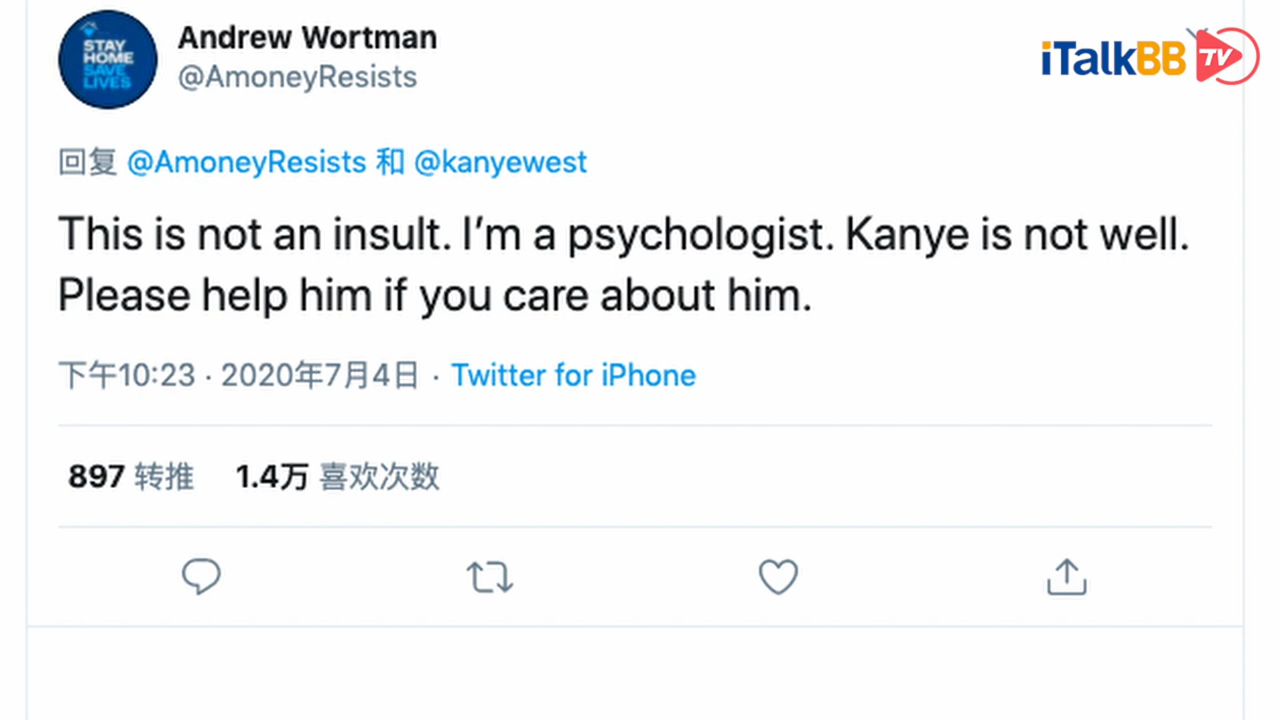 STAY
HOME
SAVE
LIVES
Andrew Wortman
@AmoneyResists
iTalkBB TV
回复 @AmoneyResists 和 @kanyewest
This is not an insult. I’m a psychologist. Kanye is not well.
Please help him if you care about him.
下午10:23 · 2020年7月4日 · Twitter for iPhone
897 转推 1.4万 喜欢次数